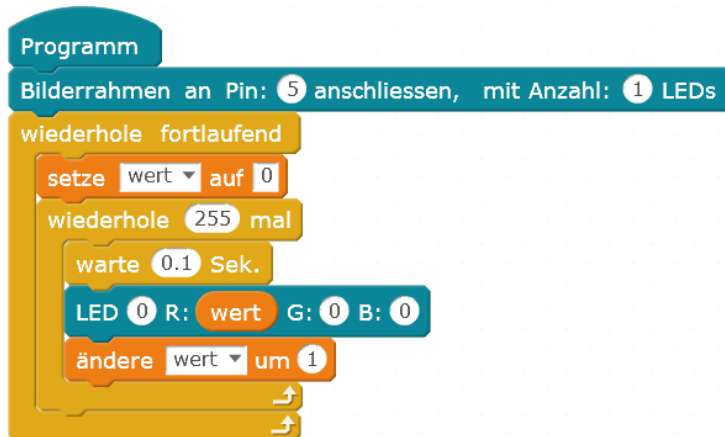 Programm
Bilderrahmen an Pin: 5 anschliessen, mit Anzahl: 1 LEDs
wiederhole fortlaufend
setze wert auf 0
wiederhole 255 mal
warte 0.1 Sek.
LED 0 R: wert G: 0 B: 0
ändere wert um 1